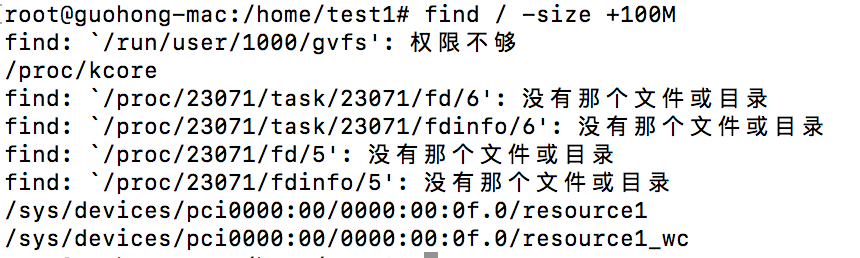 root@guohong-mac:/home/test1# find / -size +100M
find: `/run/user/1000/gvfs': 权限不够
/proc/kcore
find: `/proc/23071/task/23071/fd/6': 没有那个文件或目录
find: `/proc/23071/task/23071/fdinfo/6': 没有那个文件或目录
find: `/proc/23071/fd/5': 没有那个文件或目录
find: `/proc/23071/fdinfo/5': 没有那个文件或目录
/sys/devices/pci0000:00/0000:00:0f.0/resource1
/sys/devices/pci0000:00/0000:00:0f.0/resource1_wc